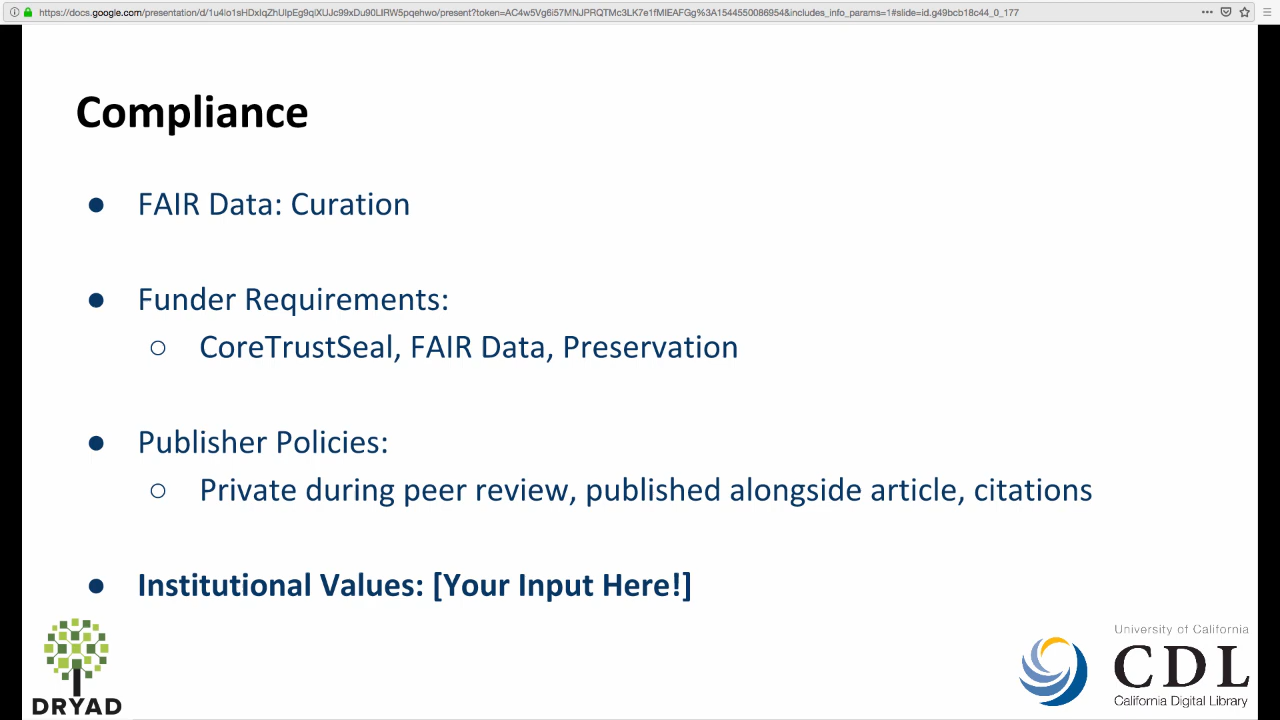 https://docs.google.com/presentation/d/1u4lo1sHDxIqZhUlpEg9qiXUJc99xDu90LlRW5pqehwo/present?token=AC4w5Vg6i57MNJPRQTMc3LK7e1fMlEAFGg%3A1544550086954&includes_info_params=1#slide=id.g49bcb18c44_0_177
Compliance
● FAIR Data: Curation
● Funder Requirements:
○ CoreTrustSeal, FAIR Data, Preservation
● Publisher Policies:
○ Private during peer review, published alongside article, citations
● Institutional Values: [Your Input Here!]
DRYAD
University of California
CDL
California Digital Library